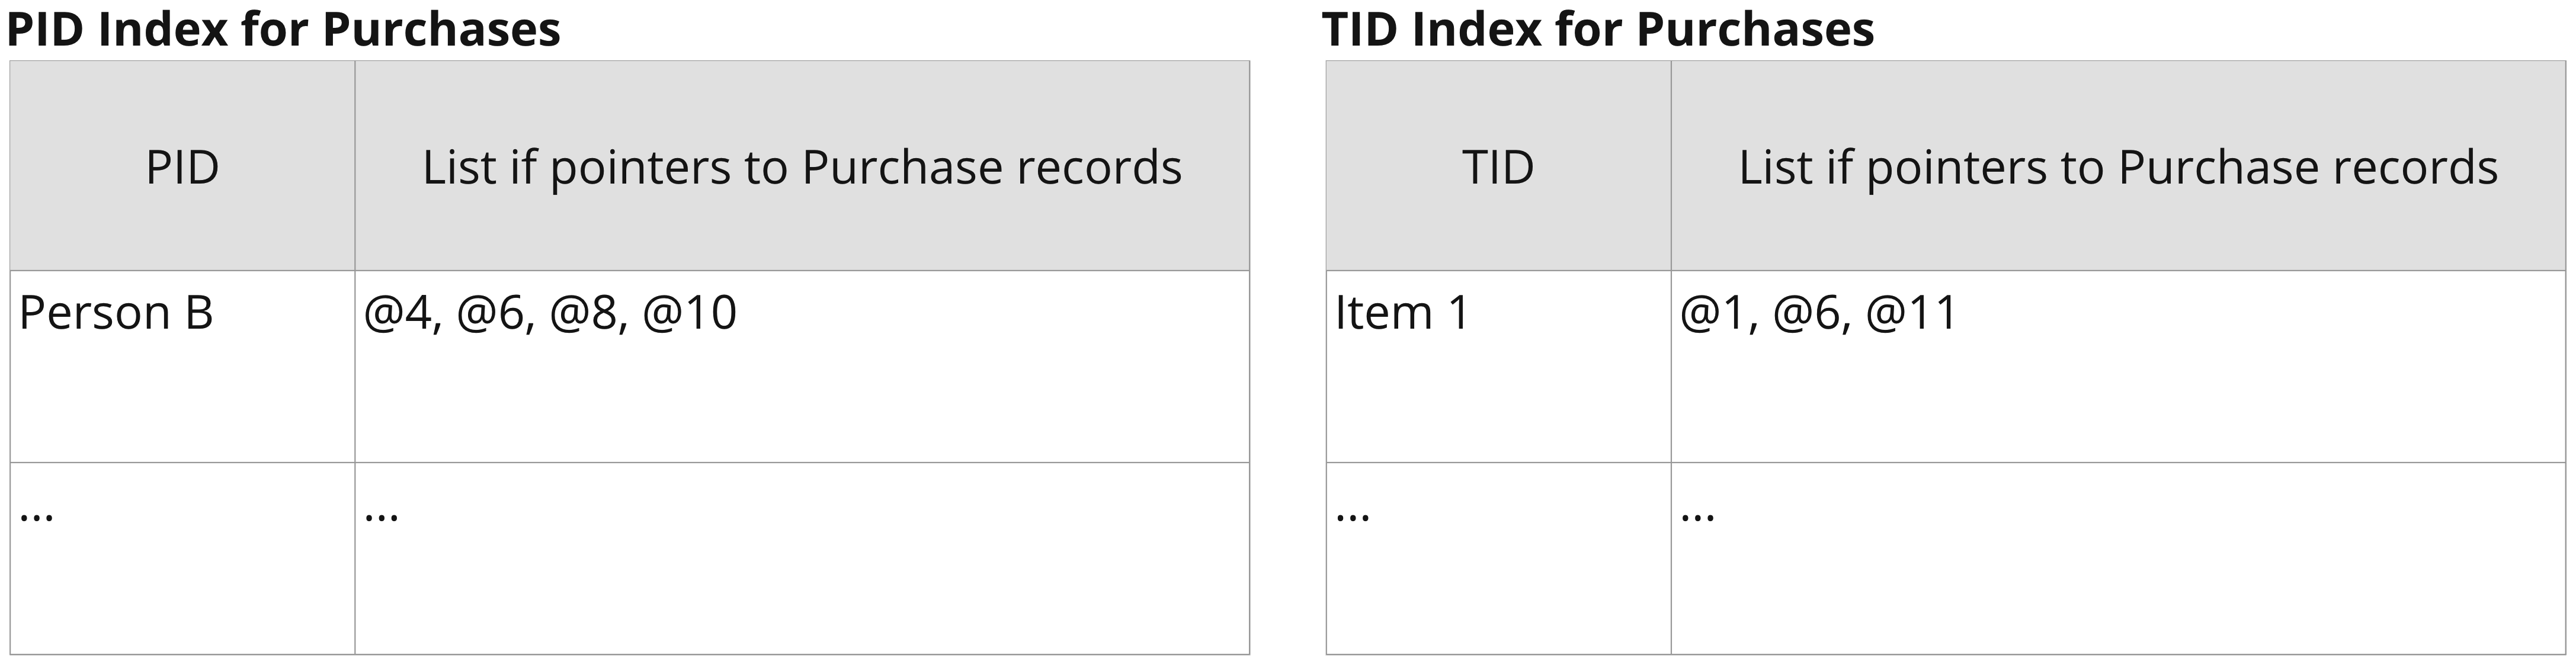 PID Index for Purchases
PID
List if pointers to Purchase records
Person B
@4, @6, @8, @10
...
...
TID Index for Purchases
TID
List if pointers to Purchase records
Item 1
@1, @6, @11
...
...